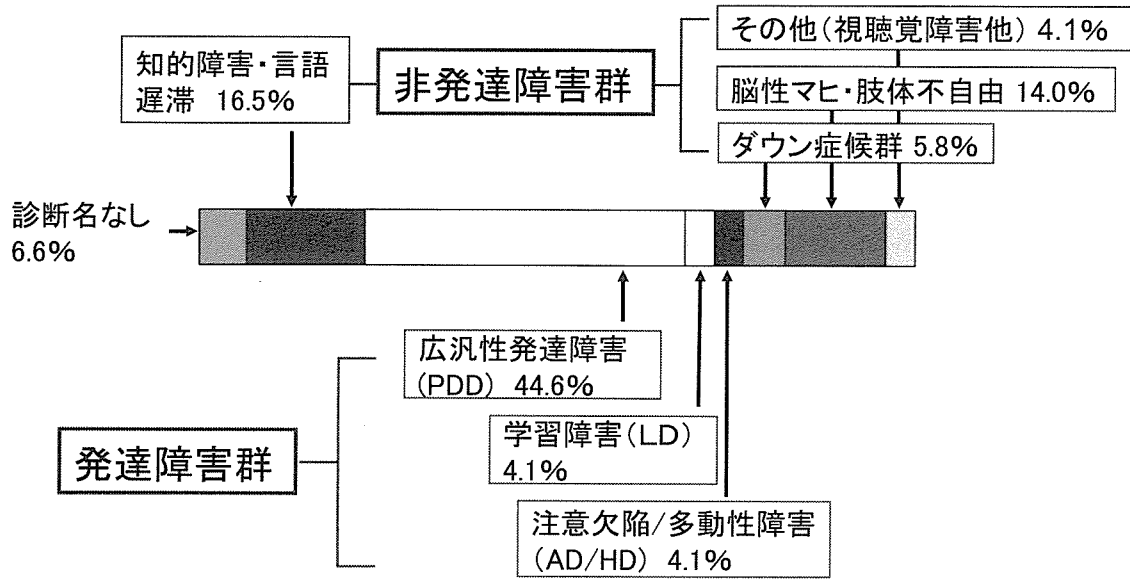 その他(視聴覚障害他) 4.1%
知的障害・言語
遅滞 16.5%
非発達障害群
脳性マヒ・肢体不自由 14.0%
ダウン症候群 5.8%
診断名なし
6.6%
広汎性発達障害
(PDD) 44.6%
発達障害群
学習障害(LD)
4.1%
注意欠陥/多動性障害
(AD/HD) 4.1%